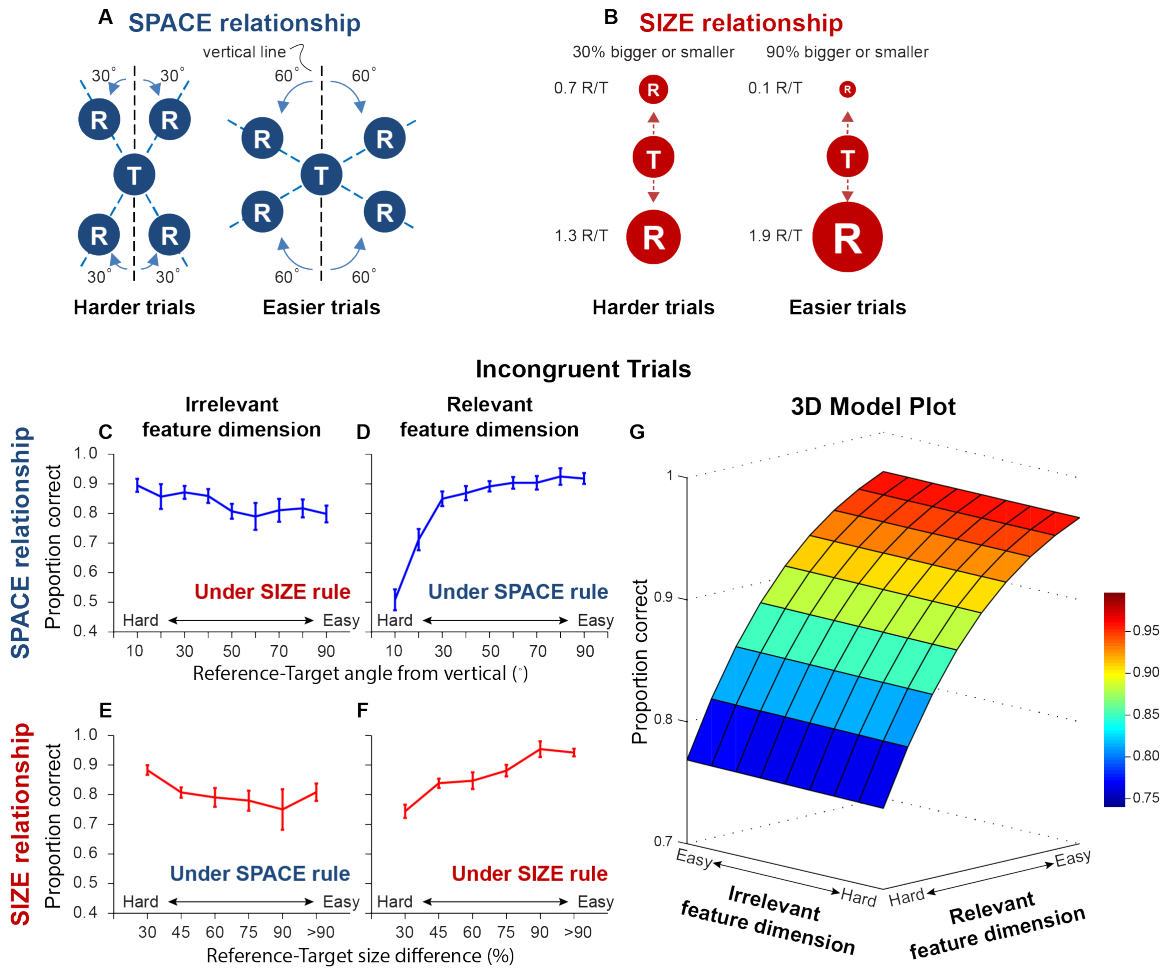 A SPACE relationship
vertical line
30° 30° 60° 60°
R R R R
T T
R R R R
30° 30° 60° 60°
Harder trials Easier trials
B SIZE relationship
30% bigger or smaller 90% bigger or smaller
0.7 R/T R 0.1 R/T R
T T
1.3 R/T R 1.9 R/T R
Harder trials Easier trials
Incongruent Trials
Irrelevant
feature dimension
Relevant
feature dimension
SPACE relationship
C
Proportion correct
1.0
0.9
0.8
0.7
0.6
0.5
0.4
Under SIZE rule
Hard Easy
10 30 50 70 90
D
Under SPACE rule
Hard Easy
10 30 50 70 90
Reference-Target angle from vertical (°)
SIZE relationship
E
Proportion correct
1.0
0.9
0.8
0.7
0.6
0.5
0.4
Under SPACE rule
Hard Easy
30 45 60 75 90 >90
F
Under SIZE rule
Hard Easy
30 45 60 75 90 >90
Reference-Target size difference (%)
3D Model Plot
G
Proportion correct
1
0.9
0.8
0.7
Easy Hard
Irrelevant
feature dimension
Hard Easy
Relevant
feature dimension
0.95
0.90
0.85
0.80
0.75